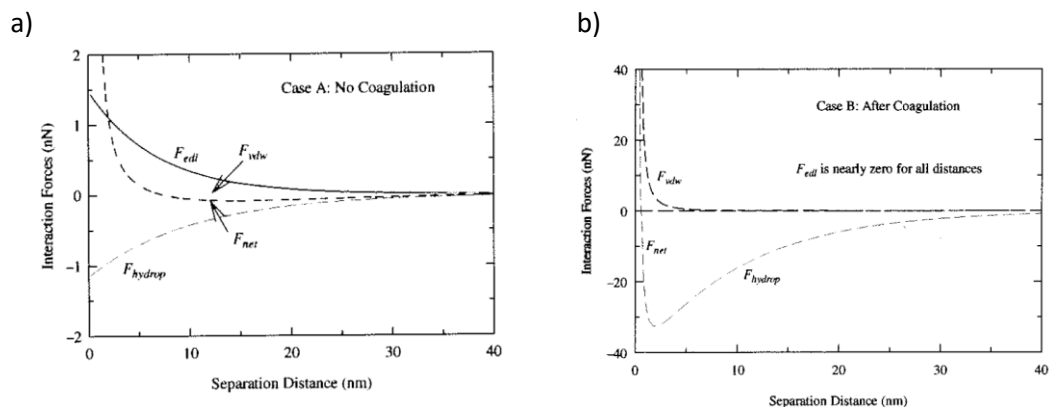 a)
2
1
0
−1
−2
Interaction Forces (nN)
Case A: No Coagulation
F_edl
F_vdw
F_net
F_hydrop
0
10
20
30
40
Separation Distance (nm)
b)
40
20
0
−20
−40
Interaction Forces (nN)
Case B: After Coagulation
F_vdw
F_edl is nearly zero for all distances
F_net
F_hydrop
0
10
20
30
40
Separation Distance (nm)